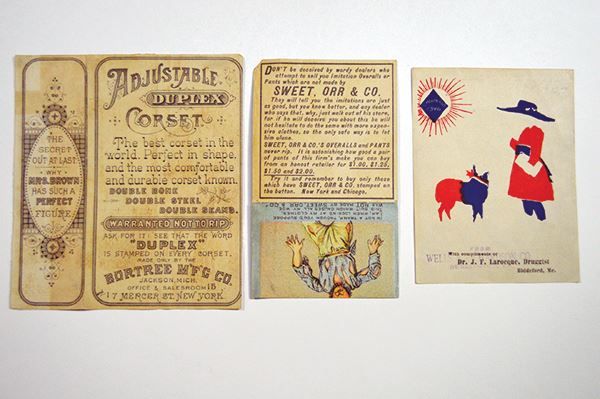 THE
SECRET
OUT AT LAST
WHY
MRS. BROWN
HAS SUCH A
PERFECT
FIGURE
ADJUSTABLE
DUPLEX
CORSET.
The best corset in the
world. Perfect in shape,
and the most comfortable
and durable corset known.
DOUBLE BONE
DOUBLE STEEL
DOUBLE SEAMS.
WARRANTED NOT TO RIP
ASK FOR IT: SEE THAT THE WORD
"DUPLEX"
IS STAMPED ON EVERY CORSET.
MADE ONLY BY THE
BORTREE M'F'G CO.
JACKSON, MICH.
OFFICE & SALESROOM 15
17 MERCER ST. NEW YORK.
DON'T be deceived by wordy dealers who
attempt to sell you Imitation Overalls or
Pants which are not made by
SWEET, ORR & CO.
They will tell you the imitations are just
as good, but you know better, and any dealer
who says that, why, just walk out of his store,
for if he will deceive you about this he will
not hesitate to do the same with more expen-
sive clothes, so the only safe way is to let
him alone.
SWEET, ORR & CO.'S OVERALLS and PANTS
never rip. It is astonishing how good a pair
of pants of this firm's make you can buy
from an honest retailer for $1.00, $1.25,
$1.50 and $2.00.
Try it and remember to buy only those
which have SWEET, ORR & CO. stamped on
the button. New York and Chicago.
FROM
With compliments of
Dr. J. F. Larocque, Druggist
Biddeford, Me.